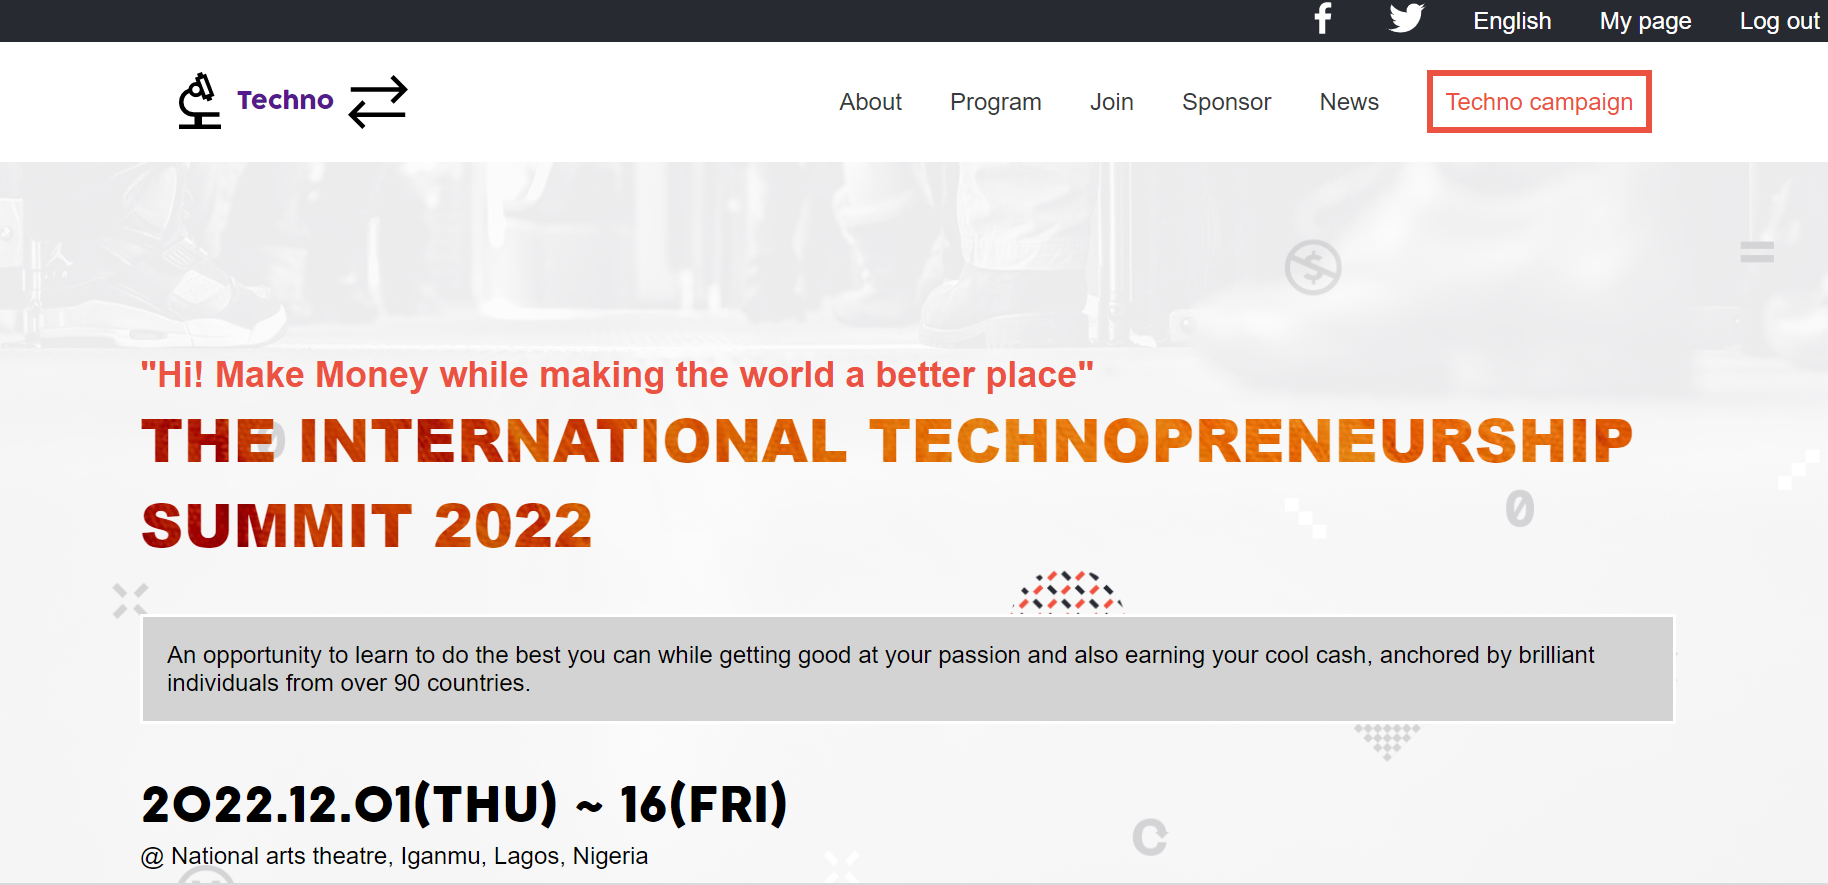 English My page Log out
Techno
About Program Join Sponsor News Techno campaign
"Hi! Make Money while making the world a better place"
THE INTERNATIONAL TECHNOPRENEURSHIP
SUMMIT 2022
An opportunity to learn to do the best you can while getting good at your passion and also earning your cool cash, anchored by brilliant
individuals from over 90 countries.
2022.12.01(THU) ~ 16(FRI)
@ National arts theatre, Iganmu, Lagos, Nigeria